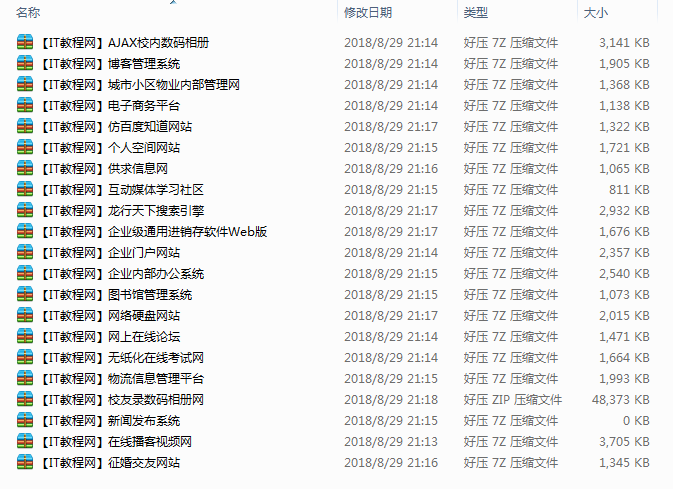 名称 修改日期 类型 大小
【IT教程网】AJAX校内数码相册 2018/8/29 21:14 好压 7Z 压缩文件 3,141 KB
【IT教程网】博客管理系统 2018/8/29 21:14 好压 7Z 压缩文件 1,905 KB
【IT教程网】城市小区物业内部管理网 2018/8/29 21:14 好压 7Z 压缩文件 1,368 KB
【IT教程网】电子商务平台 2018/8/29 21:14 好压 7Z 压缩文件 1,138 KB
【IT教程网】仿百度知道网站 2018/8/29 21:17 好压 7Z 压缩文件 1,322 KB
【IT教程网】个人空间网站 2018/8/29 21:15 好压 7Z 压缩文件 1,721 KB
【IT教程网】供求信息网 2018/8/29 21:16 好压 7Z 压缩文件 1,065 KB
【IT教程网】互动媒体学习社区 2018/8/29 21:15 好压 7Z 压缩文件 811 KB
【IT教程网】龙行天下搜索引擎 2018/8/29 21:17 好压 7Z 压缩文件 2,932 KB
【IT教程网】企业级通用进销存软件Web版 2018/8/29 21:17 好压 7Z 压缩文件 1,676 KB
【IT教程网】企业门户网站 2018/8/29 21:14 好压 7Z 压缩文件 2,357 KB
【IT教程网】企业内部办公系统 2018/8/29 21:15 好压 7Z 压缩文件 2,540 KB
【IT教程网】图书馆管理系统 2018/8/29 21:15 好压 7Z 压缩文件 1,073 KB
【IT教程网】网络硬盘网站 2018/8/29 21:17 好压 7Z 压缩文件 2,015 KB
【IT教程网】网上在线论坛 2018/8/29 21:14 好压 7Z 压缩文件 1,471 KB
【IT教程网】无纸化在线考试网 2018/8/29 21:14 好压 7Z 压缩文件 1,664 KB
【IT教程网】物流信息管理平台 2018/8/29 21:15 好压 7Z 压缩文件 1,993 KB
【IT教程网】校友录数码相册网 2018/8/29 21:18 好压 ZIP 压缩文件 48,373 KB
【IT教程网】新闻发布系统 2018/8/29 21:15 好压 7Z 压缩文件 0 KB
【IT教程网】在线播客视频网 2018/8/29 21:13 好压 7Z 压缩文件 3,705 KB
【IT教程网】征婚交友网站 2018/8/29 21:16 好压 7Z 压缩文件 1,345 KB